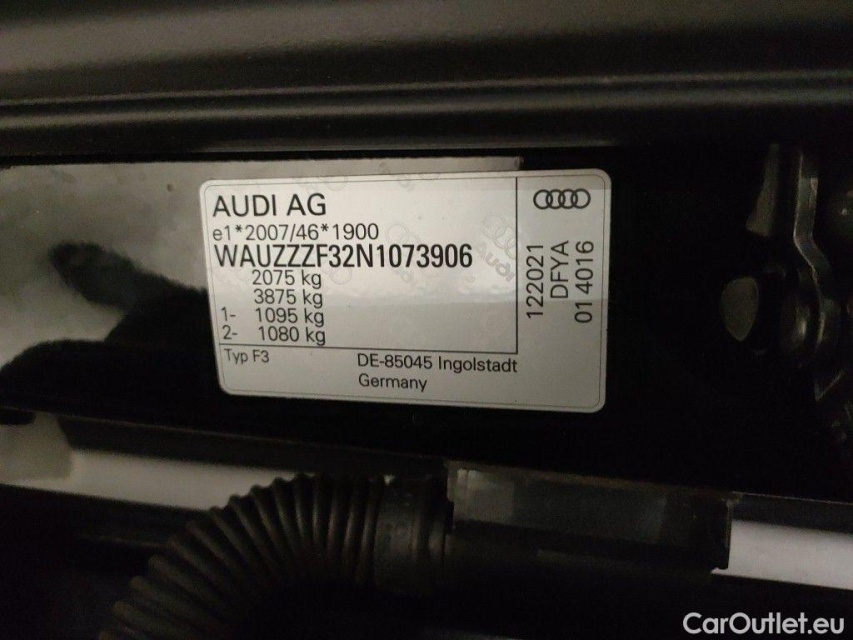 AUDI AG
e1*2007/46*1900
WAUZZZF32N1073906
2075 kg
3875 kg
1- 1095 kg
2- 1080 kg
Typ F3
DE-85045 Ingolstadt
Germany
122021
DFYA
01 4016
CarOutlet.eu